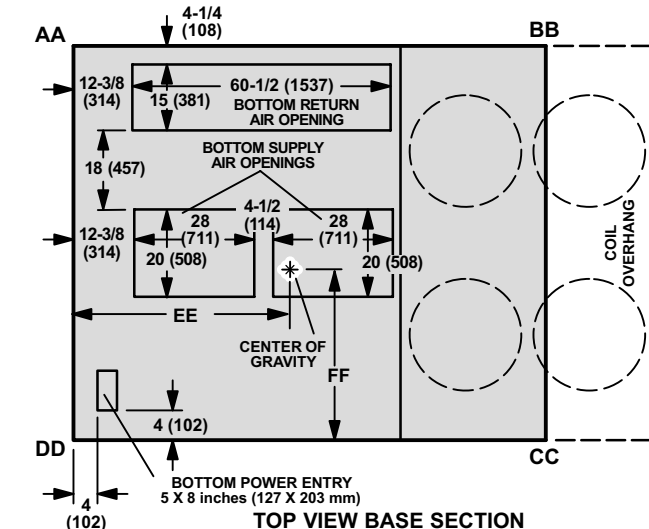 4-1/4
(108)
AA
BB
12-3/8
(314)
60-1/2 (1537)
15 (381)
BOTTOM RETURN
AIR OPENING
18 (457)
BOTTOM SUPPLY
AIR OPENINGS
12-3/8
(314)
28
(711)
20 (508)
4-1/2
(114)
28
(711)
20 (508)
COIL
OVERHANG
EE
CENTER OF
GRAVITY
FF
4 (102)
DD
CC
BOTTOM POWER ENTRY
5 X 8 inches (127 X 203 mm)
4
(102)
TOP VIEW BASE SECTION